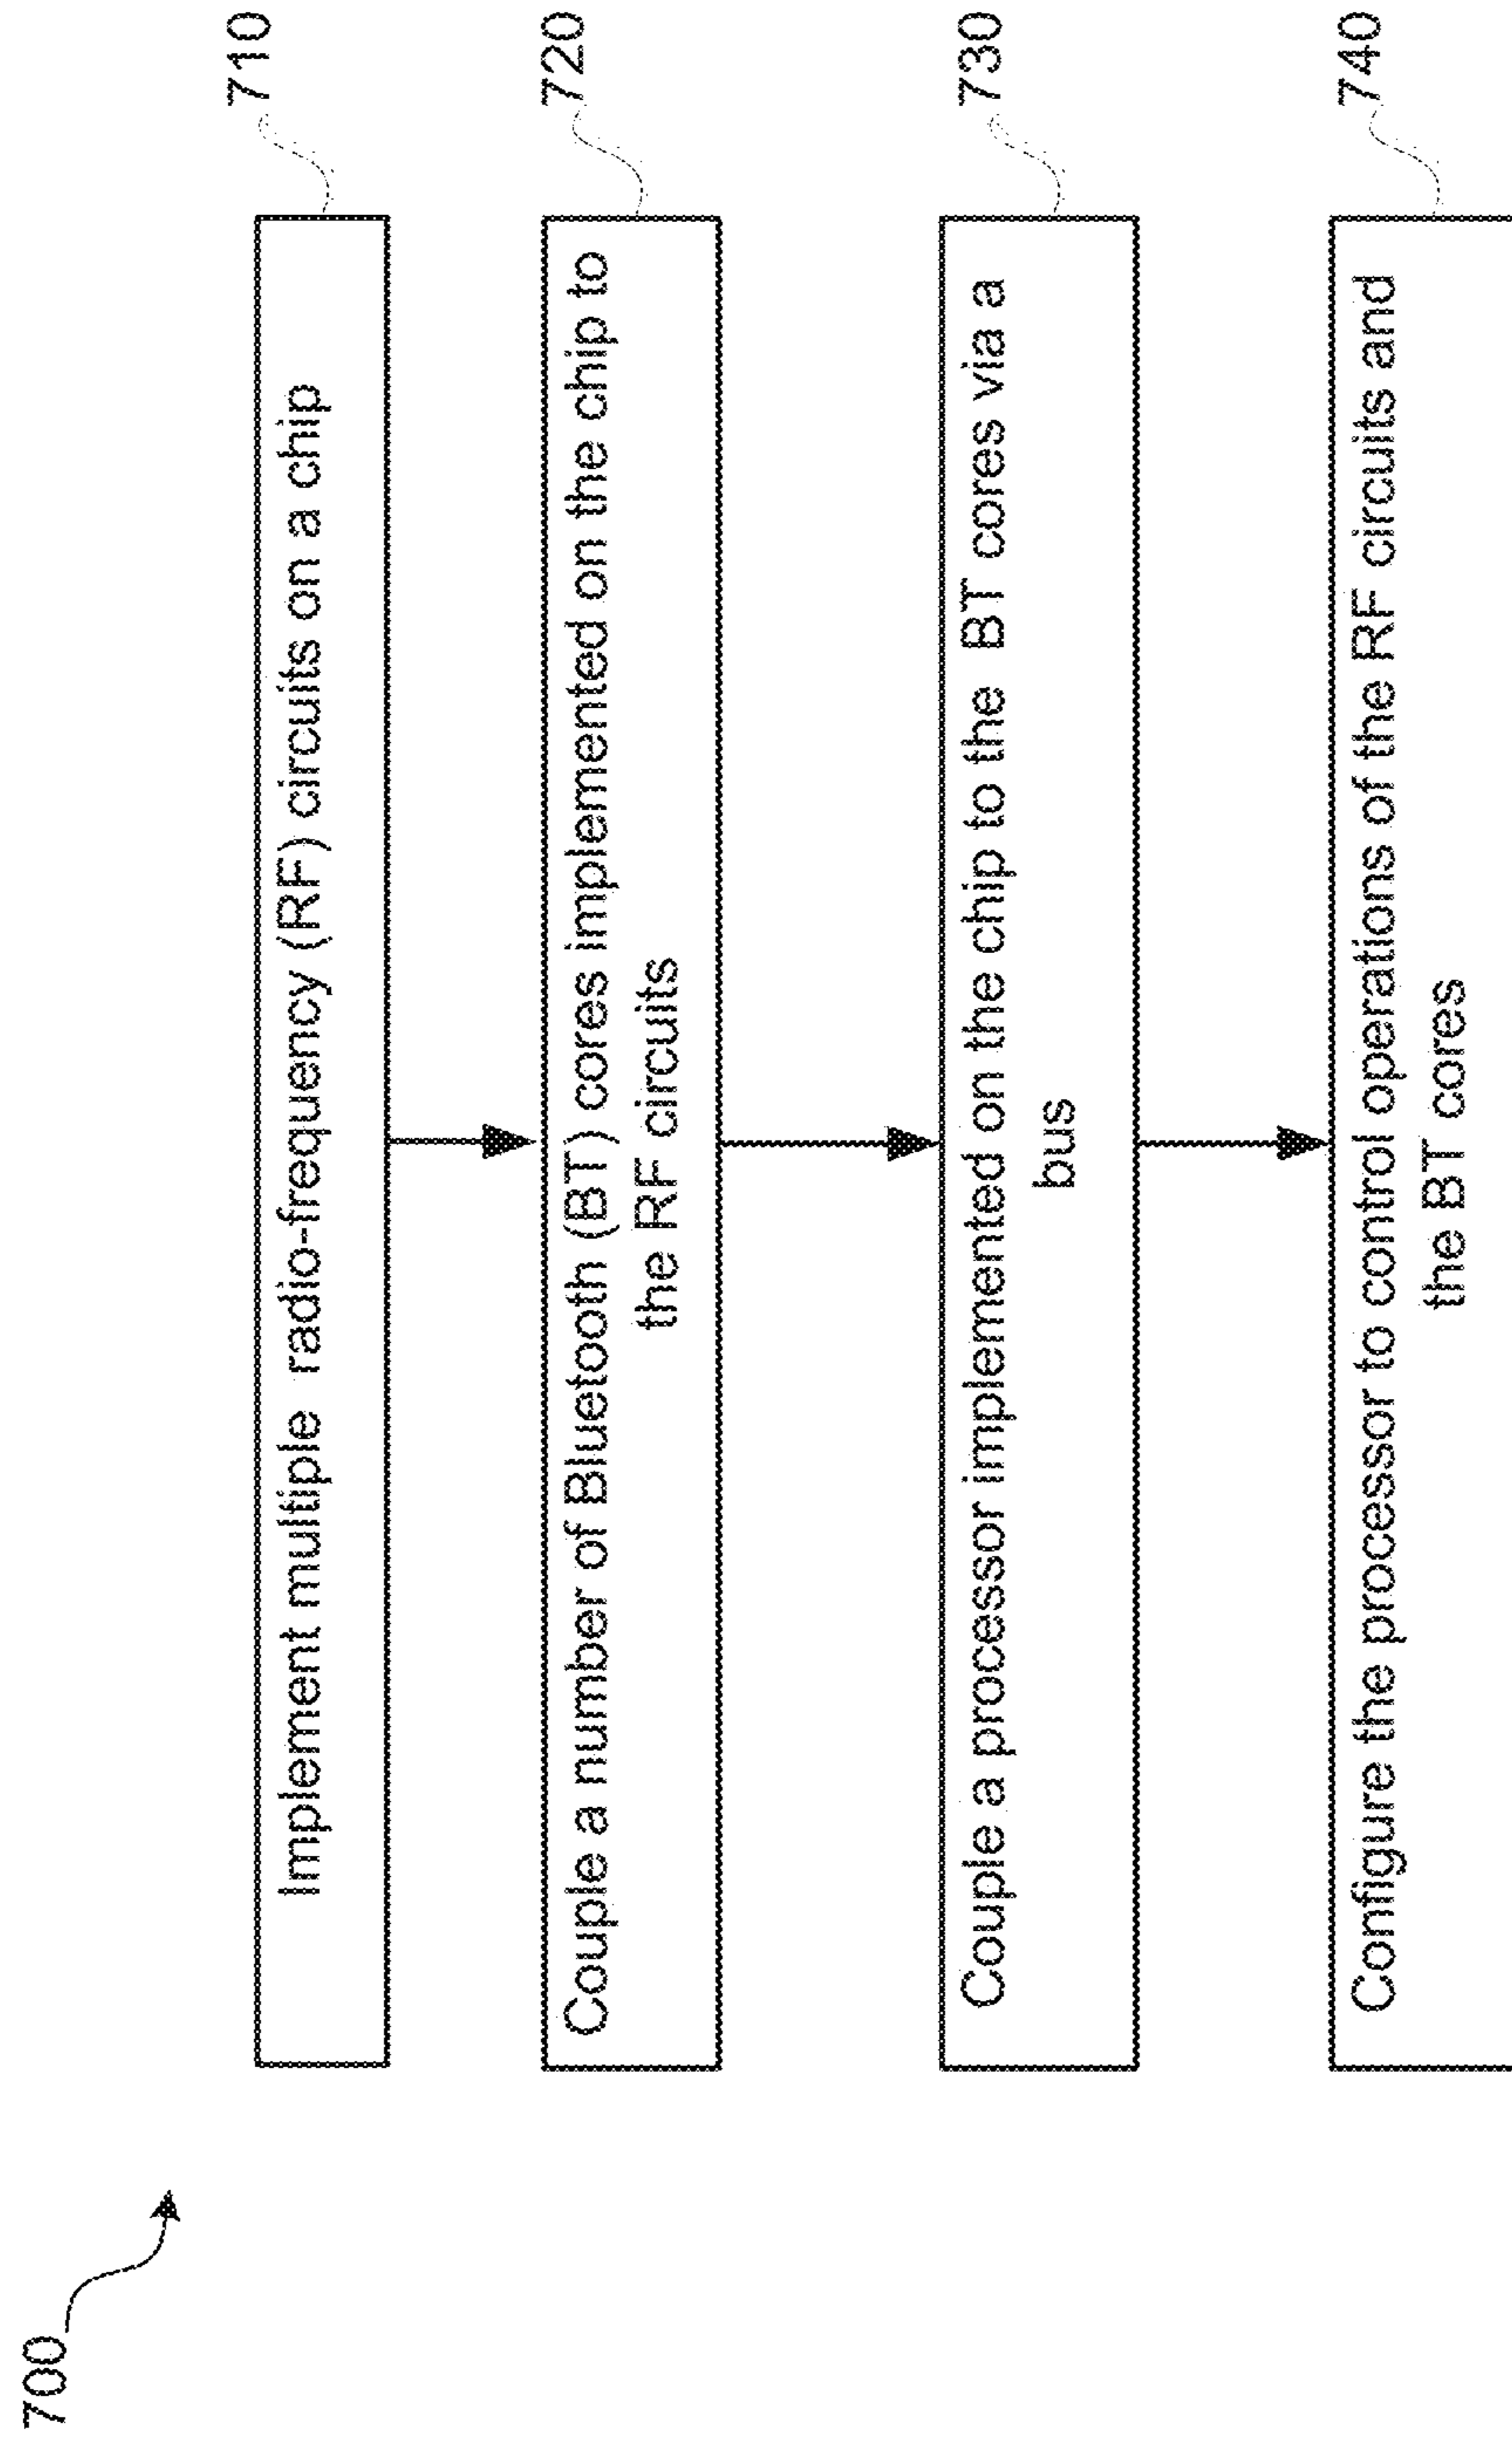 700
Implement multiple radio-frequency (RF) circuits on a chip
710
Couple a number of Bluetooth (BT) cores implemented on the chip to
the RF circuits
720
Couple a processor implemented on the chip to the BT cores via a
bus
730
Configure the processor to control operations of the RF circuits and
the BT cores
740